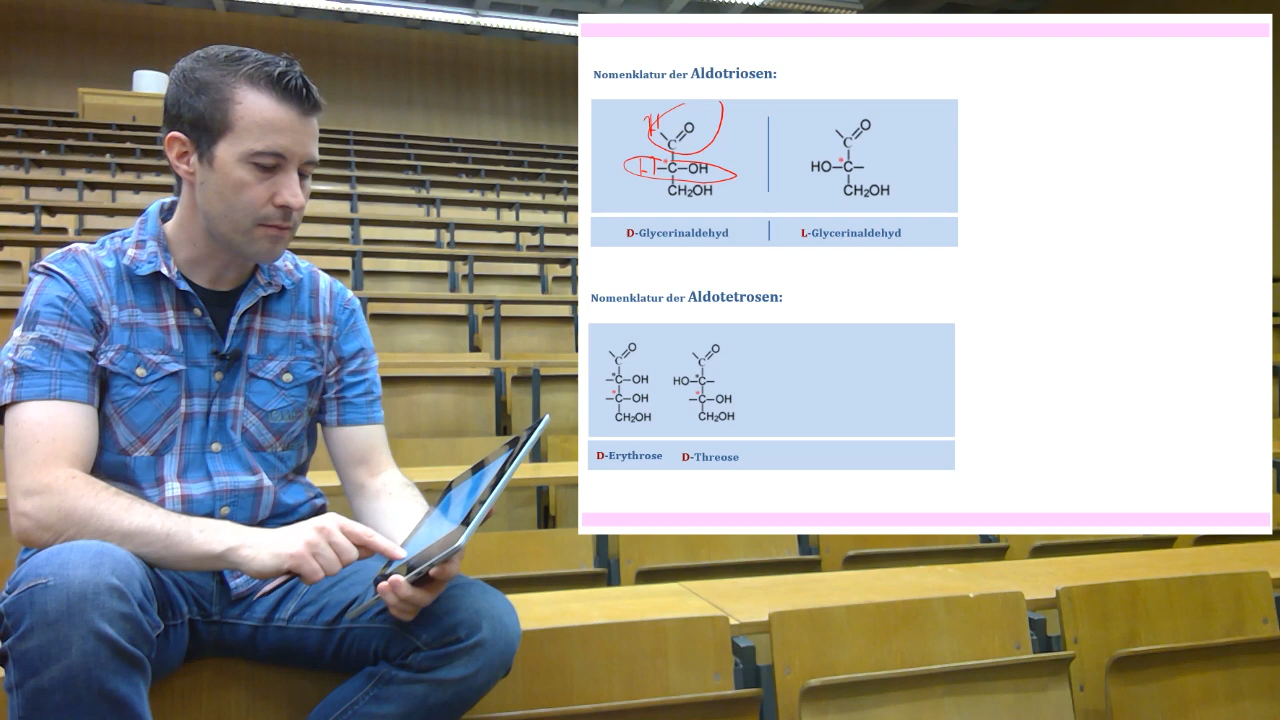 Nomenklatur der Aldotriosen:
H
C O
H * C-OH
CH₂OH
C O
HO-C * -
CH₂OH
D-Glycerinaldehyd
L-Glycerinaldehyd
Nomenklatur der Aldotetrosen:
C O
* -C-OH
* -C-OH
CH₂OH
C O
HO-C * -
* -C-OH
CH₂OH
D-Erythrose
D-Threose